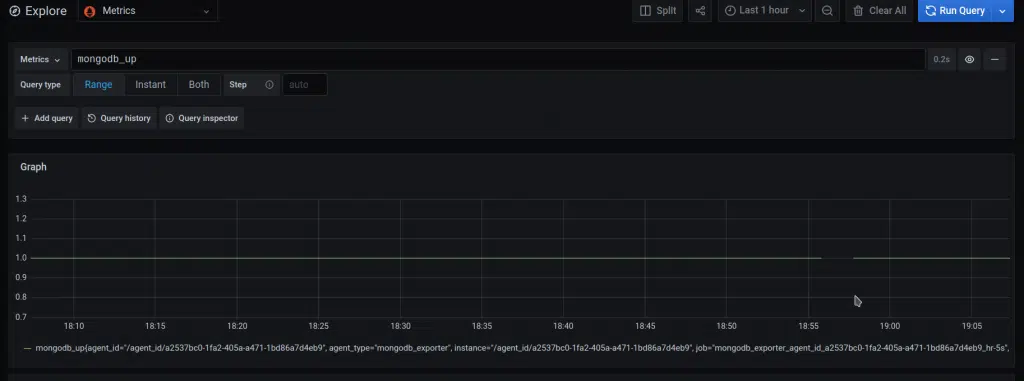 Explore Metrics Split Last 1 hour Clear All Run Query
Metrics mongodb_up 0.2s
Query type Range Instant Both Step auto
+ Add query Query history Query inspector
Graph
1.3
1.2
1.1
1.0
0.9
0.8
0.7
18:10 18:15 18:20 18:25 18:30 18:35 18:40 18:45 18:50 18:55 19:00 19:05
mongodb_up{agent_id="/agent_id/a2537bc0-1fa2-405a-a471-1bd86a7d4eb9", agent_type="mongodb_exporter", instance="/agent_id/a2537bc0-1fa2-405a-a471-1bd86a7d4eb9", job="mongodb_exporter_agent_id_a2537bc0-1fa2-405a-a471-1bd86a7d4eb9_hr-5s",